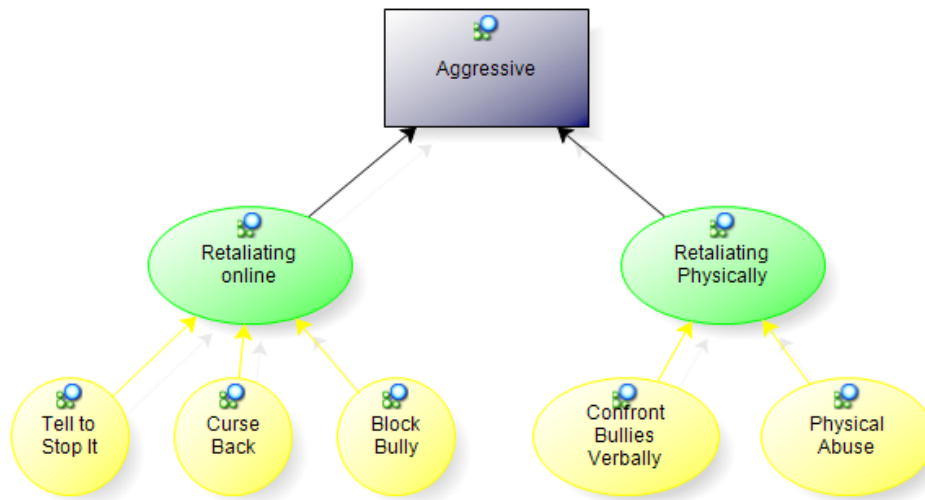 Aggressive
Retaliating
online
Retaliating
Physically
Tell to
Stop It
Curse
Back
Block
Bully
Confront
Bullies
Verbally
Physical
Abuse